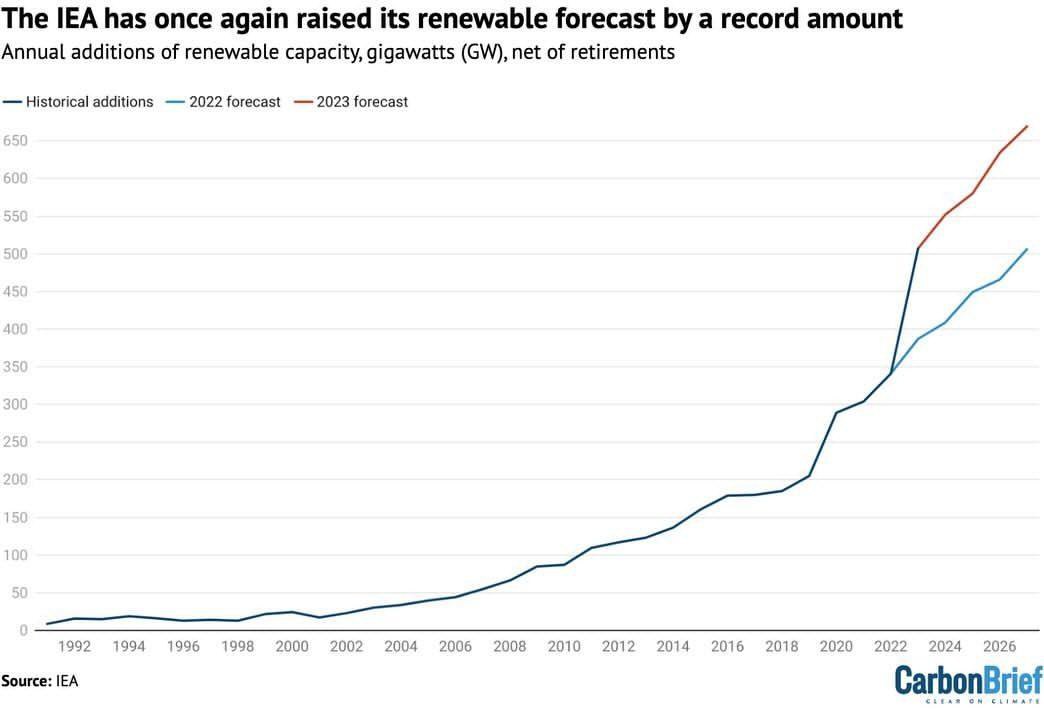 The IEA has once again raised its renewable forecast by a record amount
Annual additions of renewable capacity, gigawatts (GW), net of retirements
Historical additions 2022 forecast 2023 forecast
650
600
550
500
450
400
350
300
250
200
150
100
50
0
1992 1994 1996 1998 2000 2002 2004 2006 2008 2010 2012 2014 2016 2018 2020 2022 2024 2026
Source: IEA
CarbonBrief
CLEAR ON CLIMATE